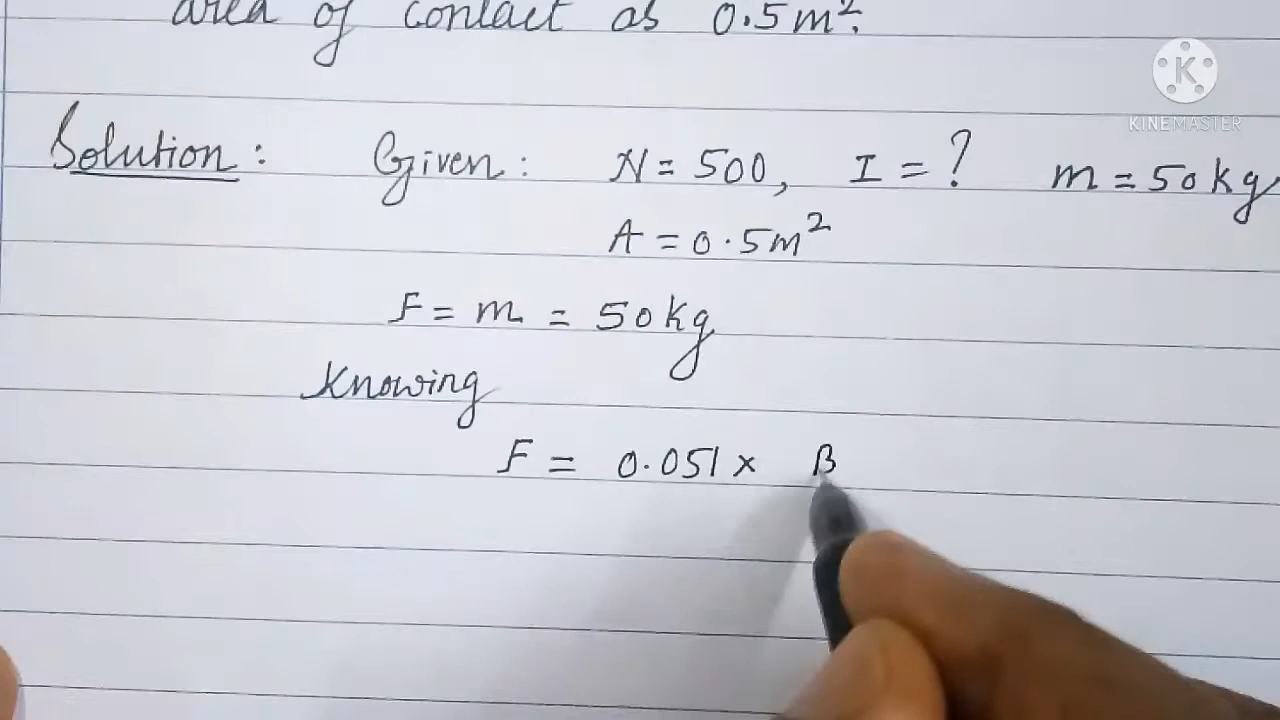 area of contact as 0.5m².
K
KINEMASTER
Solution: Given: N = 500, I = ? m = 50kg
A = 0.5m²
F = m = 50kg
Knowing
F = 0.051 × B